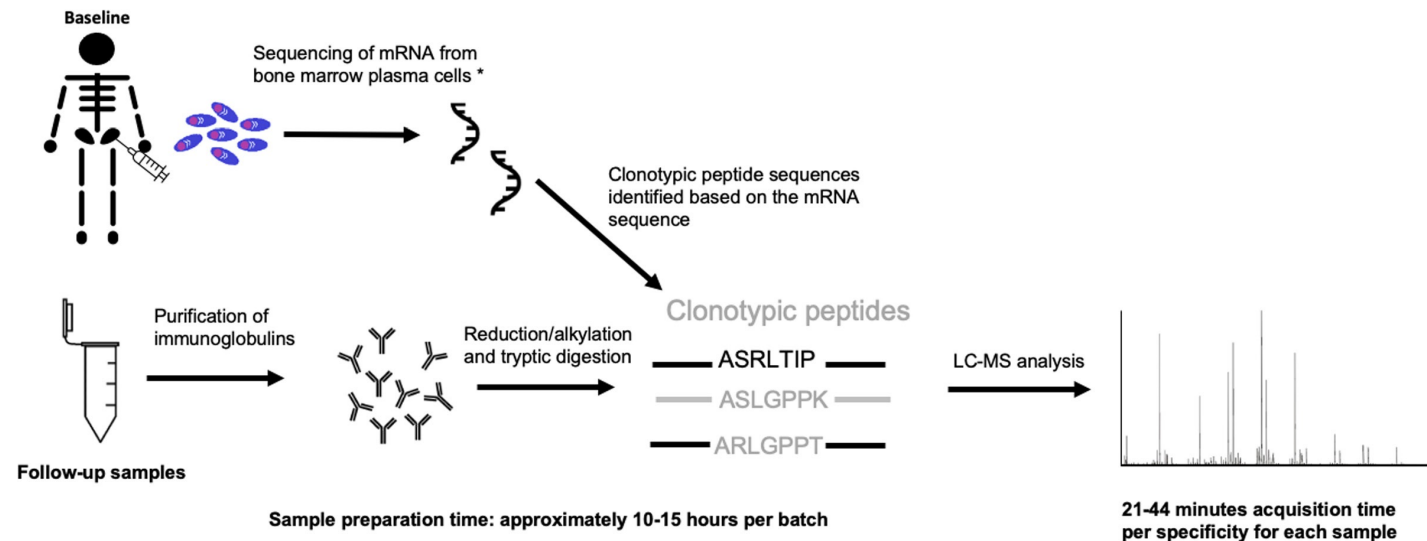 Baseline
Sequencing of mRNA from
bone marrow plasma cells *
Clonotypic peptide sequences
identified based on the mRNA
sequence
Purification of
immunoglobulins
Reduction/alkylation
and tryptic digestion
Clonotypic peptides
ASRLTIP
ASLGPPK
ARLGPPT
LC-MS analysis
Follow-up samples
Sample preparation time: approximately 10-15 hours per batch
21-44 minutes acquisition time
per specificity for each sample